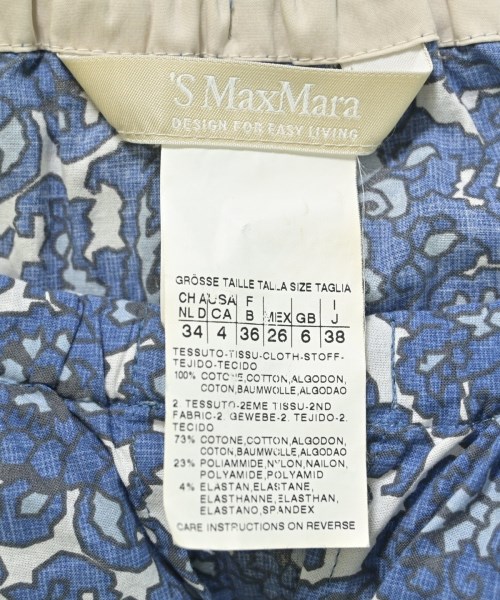 'S MaxMara
DESIGN FOR EASY LIVING
GRÖSSE TAILLE TALLA SIZE TAGLIA
CH A USA F I
NL D CA B MEX GB J
34 4 36 26 6 38
TESSUTO-TISSU-CLOTH-STOFF-
TEJIDO-TECIDO
100% COTONE,COTTON,ALGODON,
COTON,BAUMWOLLE,ALGODAO
2 TESSUTO-2EME TISSU-2ND
FABRIC-2. GEWEBE-2. TEJIDO-2.
TECIDO
73% COTONE,COTTON,ALGODON,
COTON,BAUMWOLLE,ALGODAO
23% POLIAMMIDE,NYLON,NAILON,
POLYAMIDE,POLYAMID
4% ELASTAN,ELASTANE,
ELASTHANNE,ELASTHAN,
ELASTANO,SPANDEX
CARE INSTRUCTIONS ON REVERSE